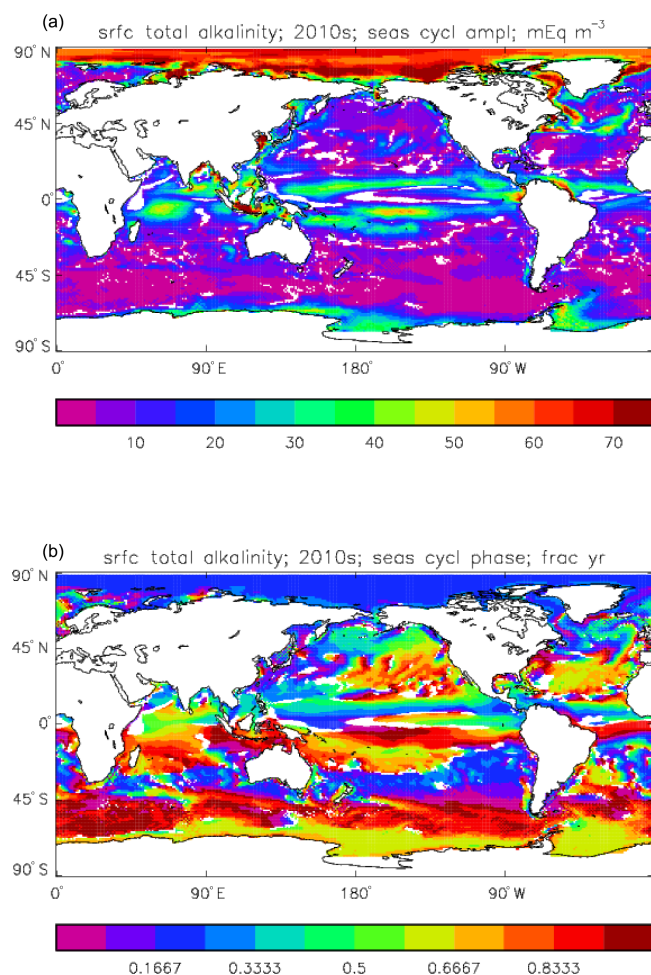 (a)
srfc total alkalinity; 2010s; seas cycl ampl; mEq m⁻³
90°N
45°N
0°
45°S
90°S
0° 90°E 180° 90°W
10 20 30 40 50 60 70
(b)
srfc total alkalinity; 2010s; seas cycl phase; frac yr
90°N
45°N
0°
45°S
90°S
0° 90°E 180° 90°W
0.1667 0.3333 0.5 0.6667 0.8333